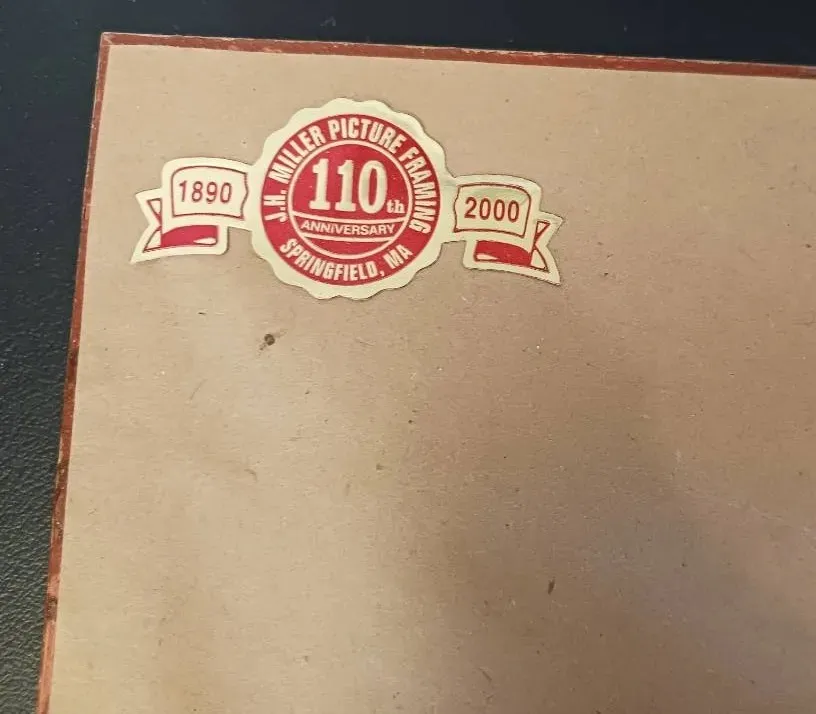 J.H. MILLER PICTURE FRAMING
1890
110th
2000
ANNIVERSARY
SPRINGFIELD, MA